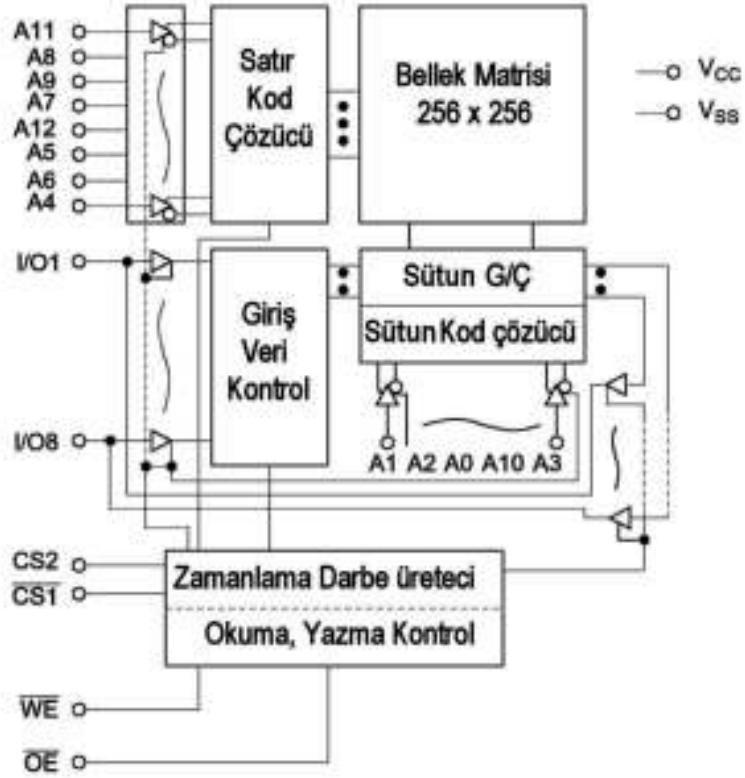 A11
A8
A9
A7
A12
A5
A6
A4
Satır
Kod
Çözücü
Bellek Matrisi
256 x 256
VCC
VSS
I/O1
I/O8
Giriş
Veri
Kontrol
Sütun G/Ç
Sütun Kod çözücü
A1 A2 A0 A10 A3
CS2
CS1
Zamanlama Darbe üreteci
Okuma, Yazma Kontrol
WE
OE